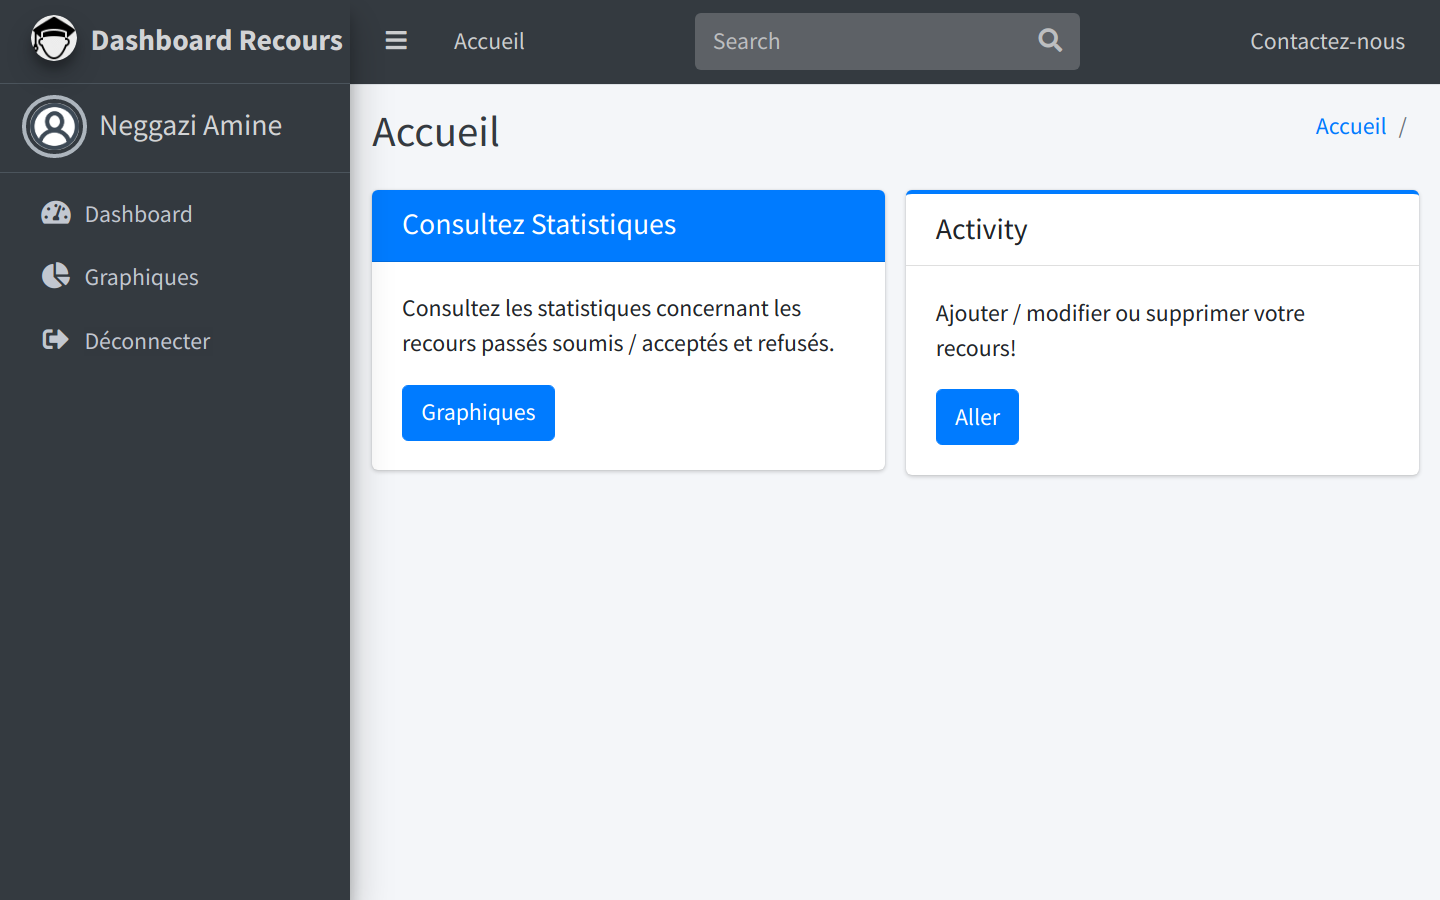 Dashboard Recours
Accueil
Search
Contactez-nous
Neggazi Amine
Dashboard
Graphiques
Déconnecter
Accueil
Accueil /
Consultez Statistiques
Consultez les statistiques concernant les
recours passés soumis / acceptés et refusés.
Graphiques
Activity
Ajouter / modifier ou supprimer votre
recours!
Aller